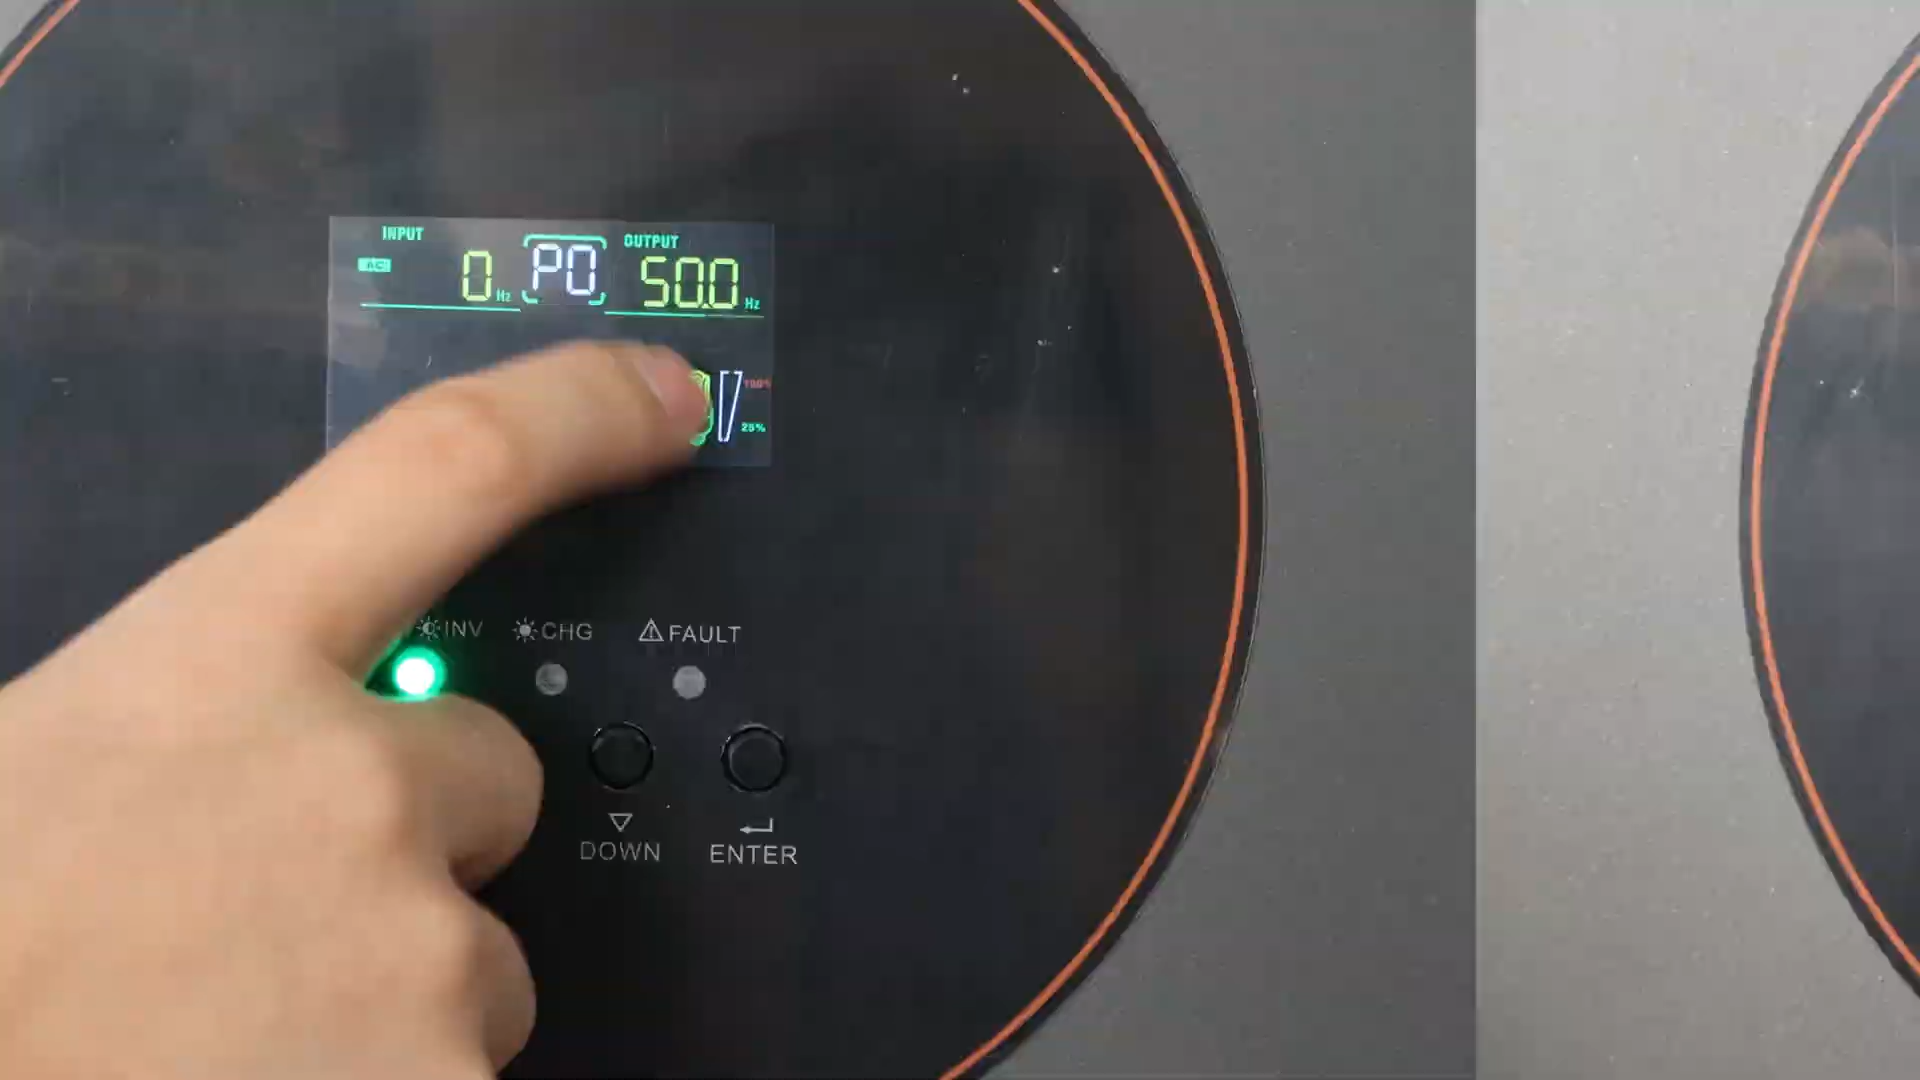 INPUT
OUTPUT
AC
0 Hz
P0
50.0 Hz
100%
25%
INV
CHG
FAULT
DOWN
ENTER